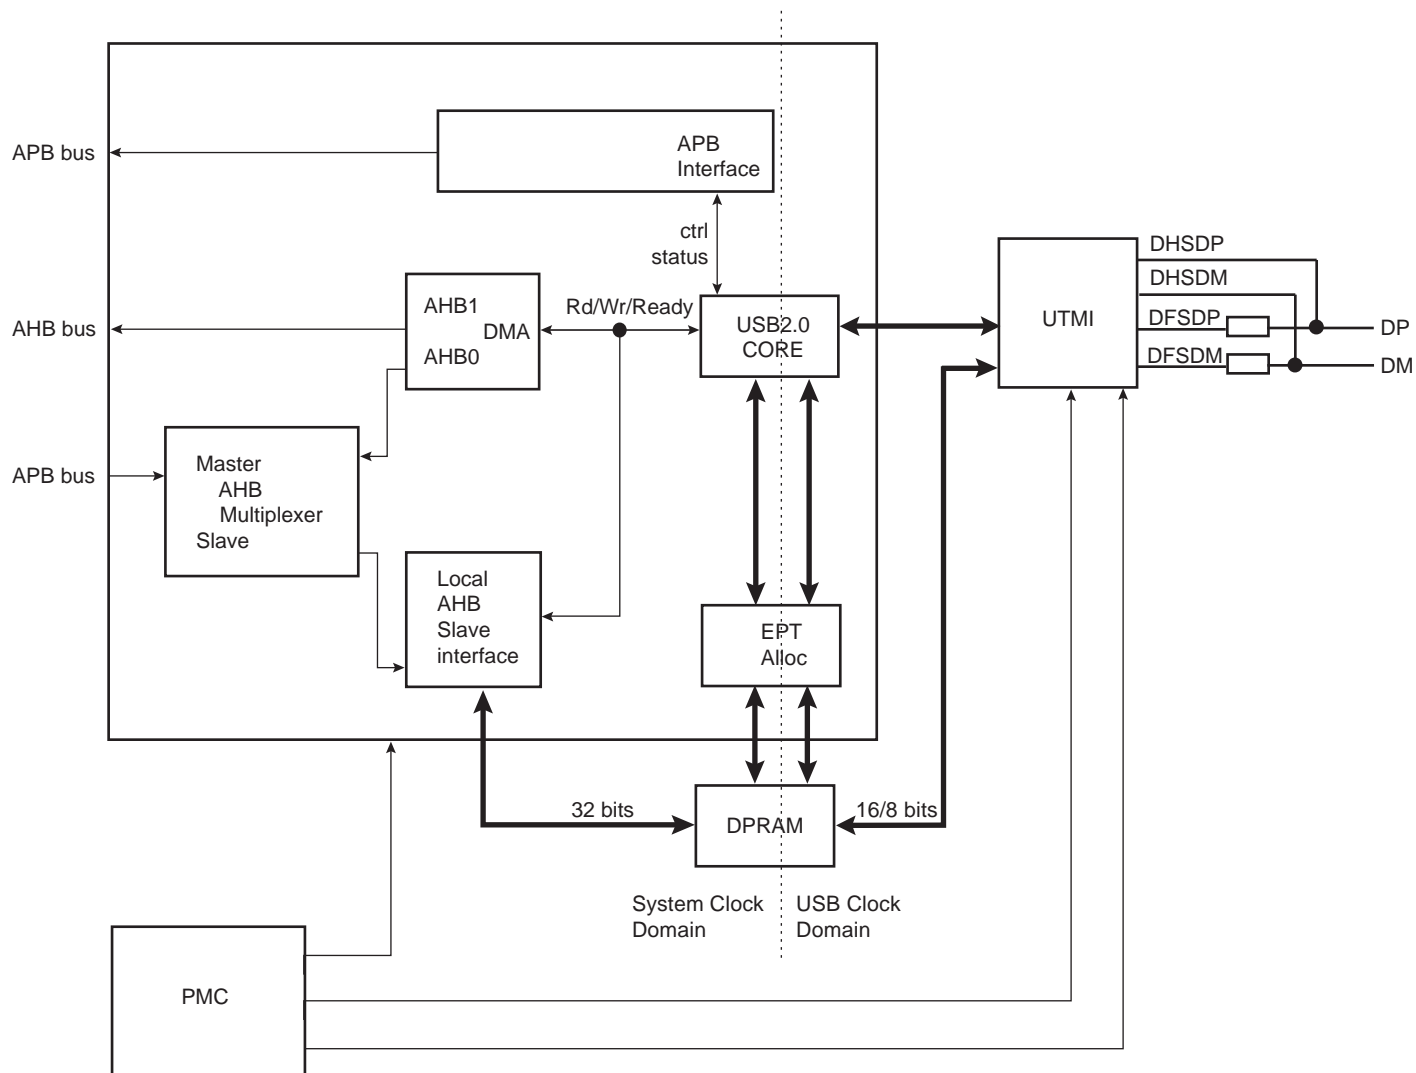 APB bus
APB
Interface
ctrl
status
DHSDP
DHSDM
DFSDP
DFSDM
UTMI
DP
DM
AHB bus
AHB1
DMA
AHB0
Rd/Wr/Ready
USB2.0
CORE
APB bus
Master
AHB
Multiplexer
Slave
Local
AHB
Slave
interface
EPT
Alloc
32 bits
DPRAM
16/8 bits
System Clock
Domain
USB Clock
Domain
PMC